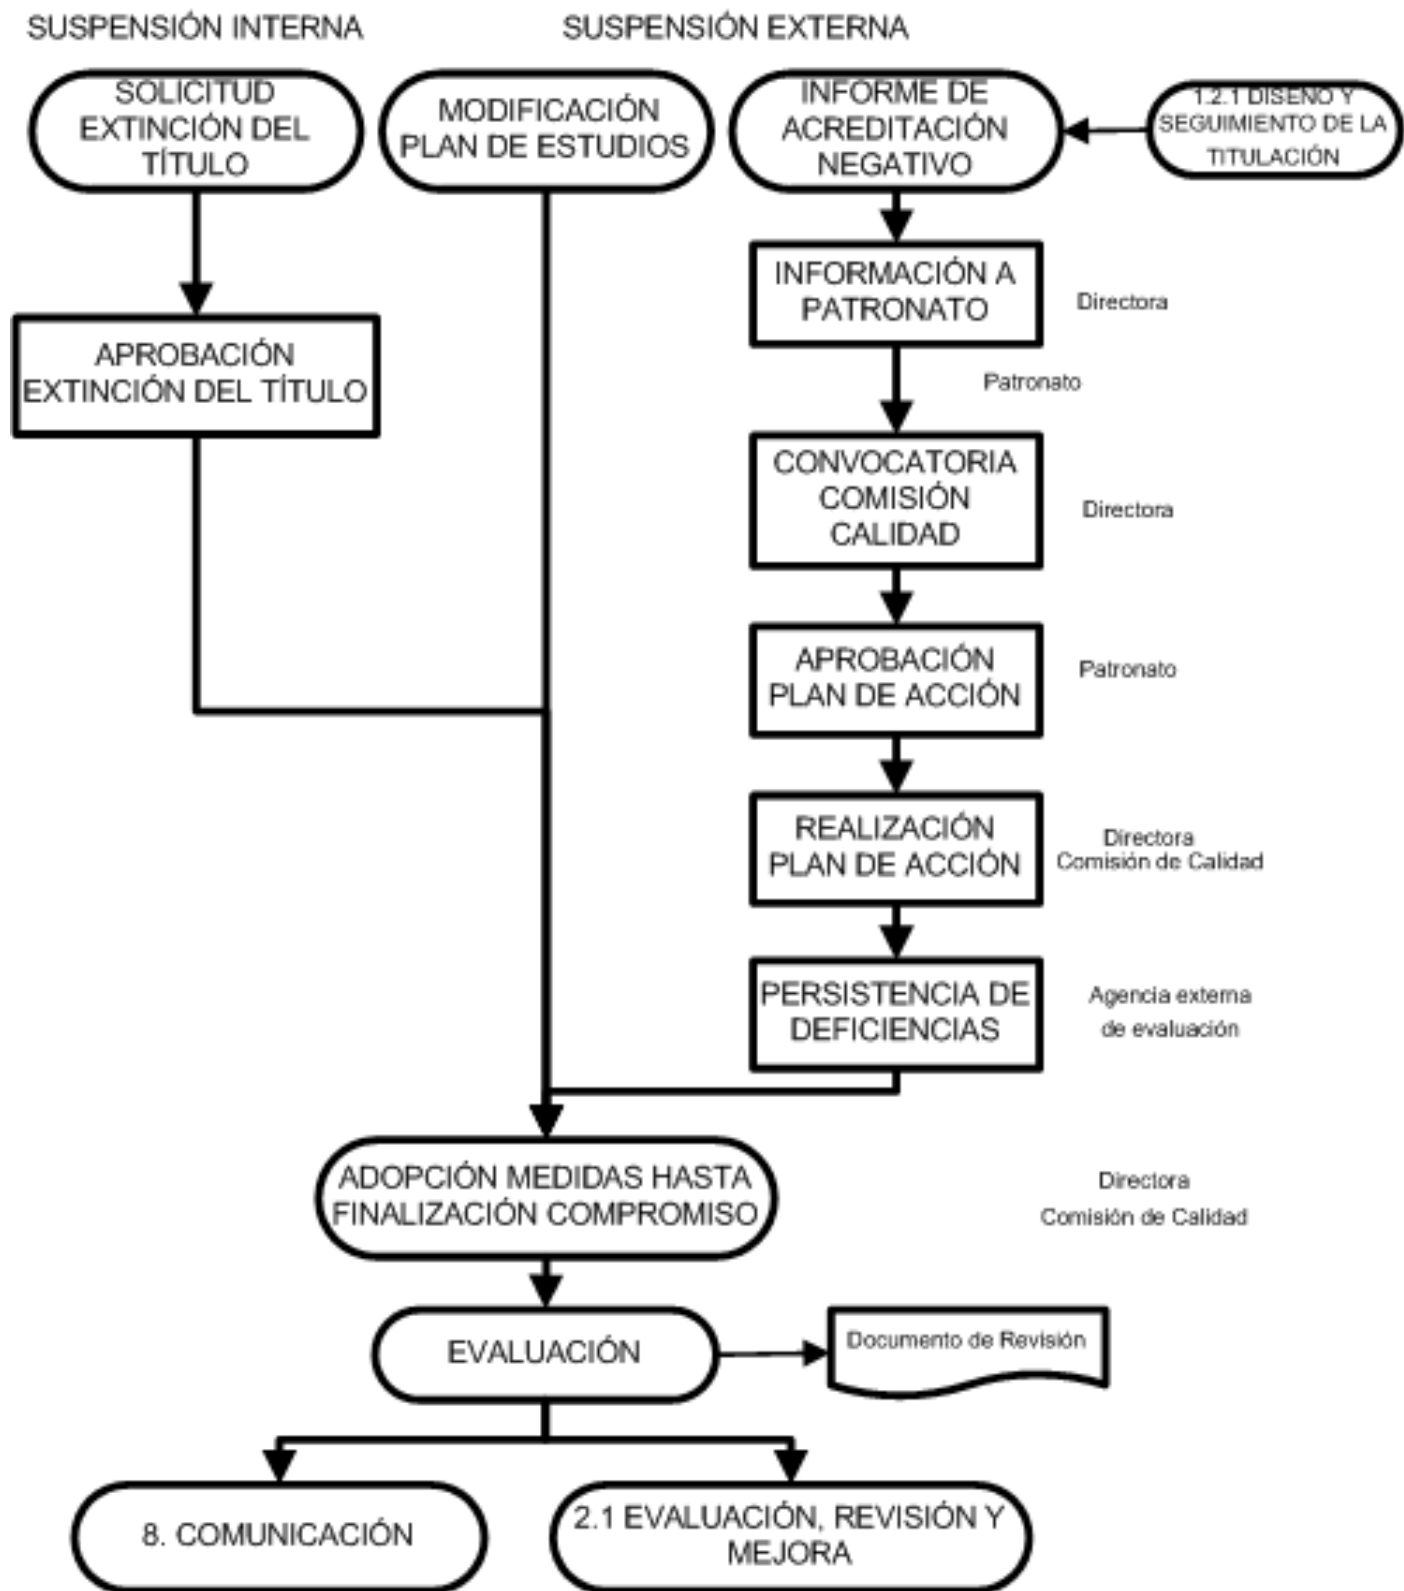 SUSPENSIÓN INTERNA
SUSPENSIÓN EXTERNA
SOLICITUD
EXTINCIÓN DEL
TÍTULO
MODIFICACIÓN
PLAN DE ESTUDIOS
INFORME DE
ACREDITACIÓN
NEGATIVO
1.2.1 DISEÑO Y
SEGUIMIENTO DE LA
TITULACIÓN
INFORMACIÓN A
PATRONATO
Directora
APROBACIÓN
EXTINCIÓN DEL TÍTULO
Patronato
CONVOCATORIA
COMISIÓN
CALIDAD
Directora
APROBACIÓN
PLAN DE ACCIÓN
Patronato
REALIZACIÓN
PLAN DE ACCIÓN
Directora
Comisión de Calidad
PERSISTENCIA DE
DEFICIENCIAS
Agencia externa
de evaluación
ADOPCIÓN MEDIDAS HASTA
FINALIZACIÓN COMPROMISO
Directora
Comisión de Calidad
EVALUACIÓN
Documento de Revisión
8. COMUNICACIÓN
2.1 EVALUACIÓN, REVISIÓN Y
MEJORA